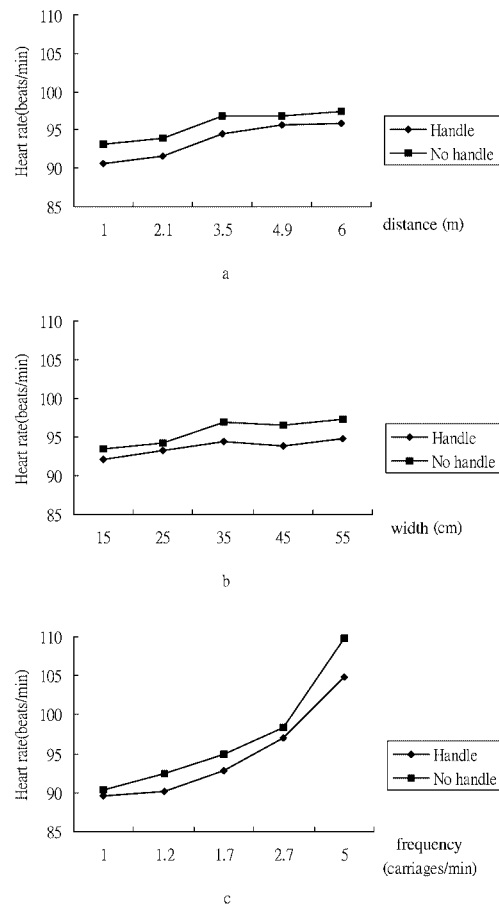 110
105
100
95
90
85
Heart rate(beats/min)
1 2.1 3.5 4.9 6
distance (m)
Handle
No handle
a
110
105
100
95
90
85
Heart rate(beats/min)
15 25 35 45 55
width (cm)
Handle
No handle
b
110
105
100
95
90
85
Heart rate(beats/min)
1 1.2 1.7 2.7 5
frequency
(carriages/min)
Handle
No handle
c